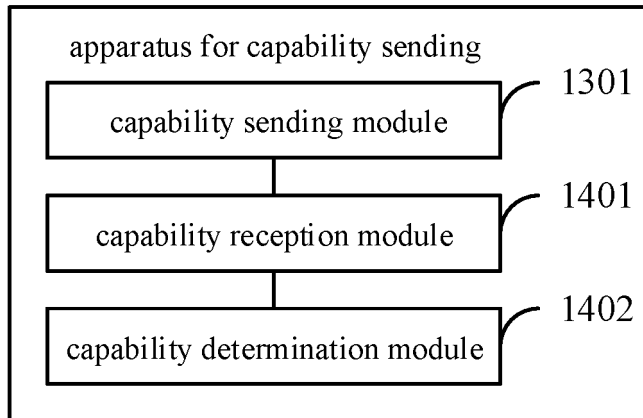 apparatus for capability sending
1301
capability sending module
1401
capability reception module
1402
capability determination module